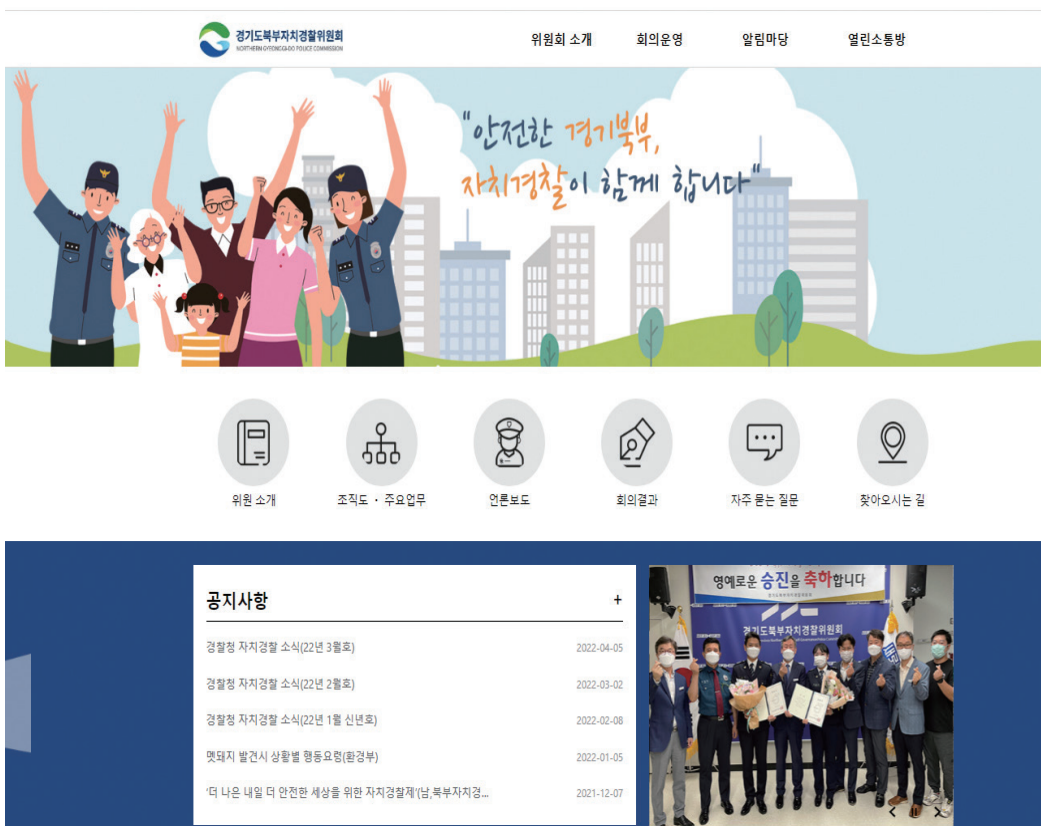 경기도북부자치경찰위원회
NORTHERN GYEONGGI-DO POLICE COMMISSION
위원회 소개 회의운영 알림마당 열린소통방
"안전한 경기북부,
자치경찰이 함께 합니다"
위원 소개 조직도 · 주요업무 언론보도 회의결과 자주 묻는 질문 찾아오시는 길
공지사항 +
경찰청 자치경찰 소식(22년 3월호) 2022-04-05
경찰청 자치경찰 소식(22년 2월호) 2022-03-02
경찰청 자치경찰 소식(22년 1월 신년호) 2022-02-08
멧돼지 발견시 상황별 행동요령(환경부) 2022-01-05
'더 나은 내일 더 안전한 세상을 위한 자치경찰제'(남,북부자치경... 2021-12-07
영예로운 승진을 축하합니다
경기도북부자치경찰위원회